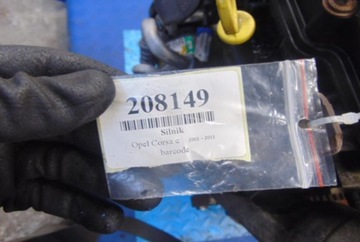 208149
Silnik
Opel Corsa c
barcode